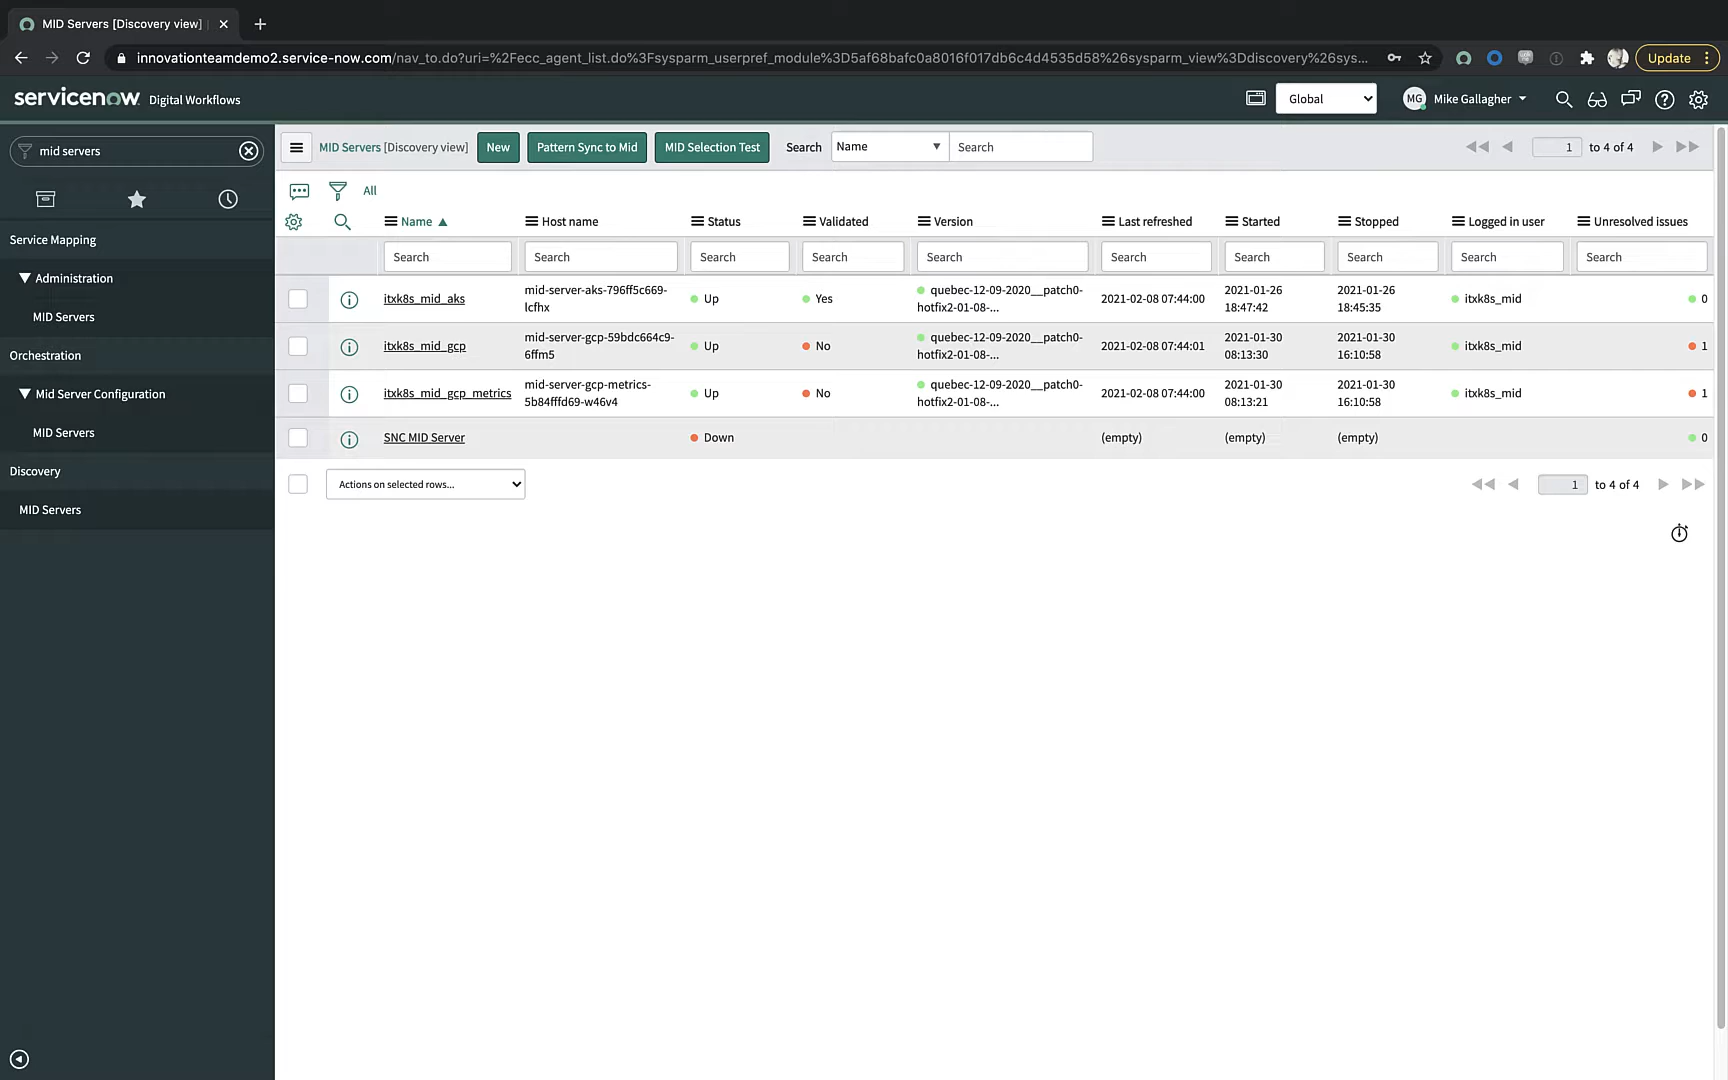 MID Servers [Discovery view]
innovationteamdemo2.service-now.com/nav_to.do?uri=%2Fecc_agent_list.do%3Fsysparm_userpref_module%3D5af68bafc0a8016f017db6c4d4535d58%26sysparm_view%3Ddiscovery%26sys...
Update
servicenow Digital Workflows
Global
MG Mike Gallagher
mid servers
MID Servers [Discovery view] New Pattern Sync to Mid MID Selection Test Search Name Search 1 to 4 of 4
All
Name Host name Status Validated Version Last refreshed Started Stopped Logged in user Unresolved issues
Search Search Search Search Search Search Search Search Search Search
itxk8s_mid_aks mid-server-aks-796ff5c669-lcfhx Up Yes quebec-12-09-2020__patch0-hotfix2-01-08-... 2021-02-08 07:44:00 2021-01-26 18:47:42 2021-01-26 18:45:35 itxk8s_mid 0
itxk8s_mid_gcp mid-server-gcp-59bdc664c9-6ffm5 Up No quebec-12-09-2020__patch0-hotfix2-01-08-... 2021-02-08 07:44:01 2021-01-30 08:13:30 2021-01-30 16:10:58 itxk8s_mid 1
itxk8s_mid_gcp_metrics mid-server-gcp-metrics-5b84fffd69-w46v4 Up No quebec-12-09-2020__patch0-hotfix2-01-08-... 2021-02-08 07:44:00 2021-01-30 08:13:21 2021-01-30 16:10:58 itxk8s_mid 1
SNC MID Server Down (empty) (empty) (empty) 0
Actions on selected rows... 1 to 4 of 4
Service Mapping
Administration
MID Servers
Orchestration
Mid Server Configuration
MID Servers
Discovery
MID Servers